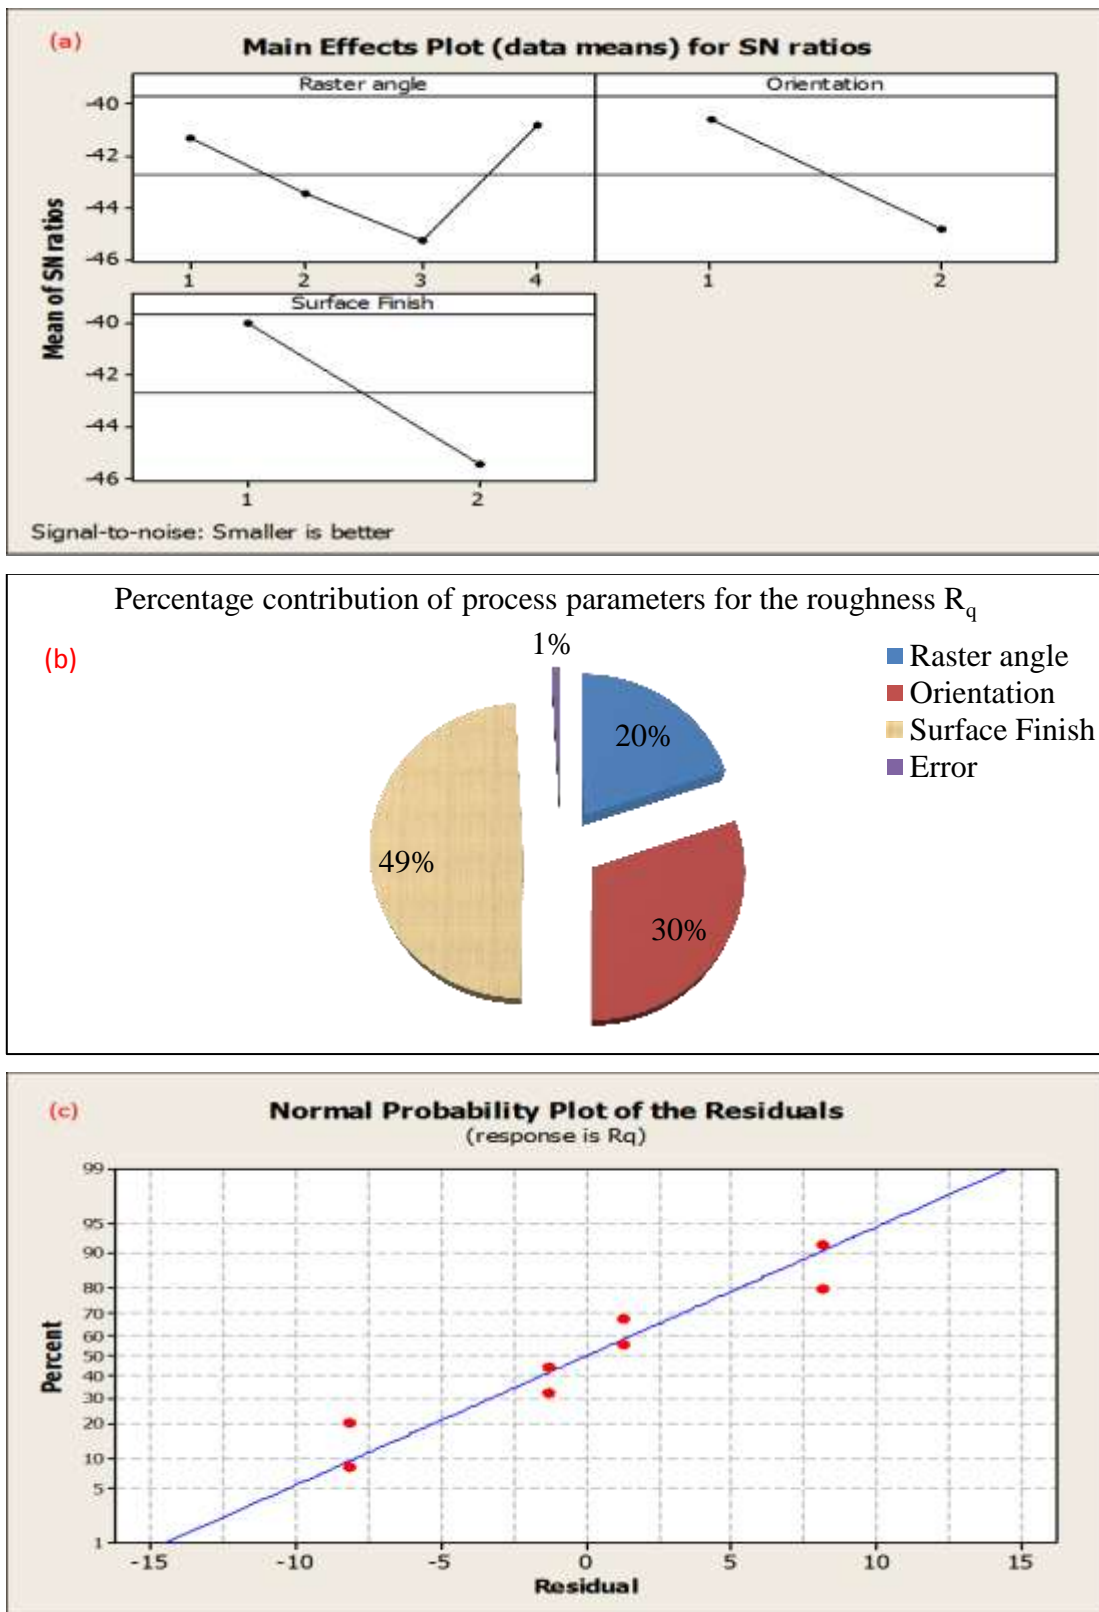 (a)
Main Effects Plot (data means) for SN ratios
Raster angle
Orientation
Mean of SN ratios
-40
-42
-44
-46
1 2 3 4
1 2
Surface Finish
-40
-42
-44
-46
1 2
Signal-to-noise: Smaller is better
Percentage contribution of process parameters for the roughness Rq
(b)
1%
20%
49%
30%
Raster angle
Orientation
Surface Finish
Error
(c)
Normal Probability Plot of the Residuals
(response is Rq)
Percent
99
95
90
80
70
60
50
40
30
20
10
5
1
-15 -10 -5 0 5 10 15
Residual